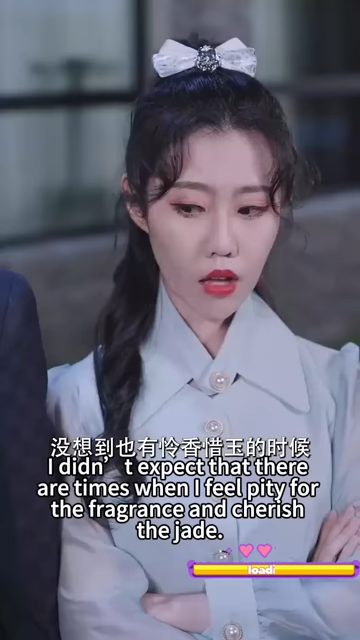 没想到也有怜香惜玉的时候
I didn't expect that there
are times when I feel pity for
the fragrance and cherish
the jade.
loadi